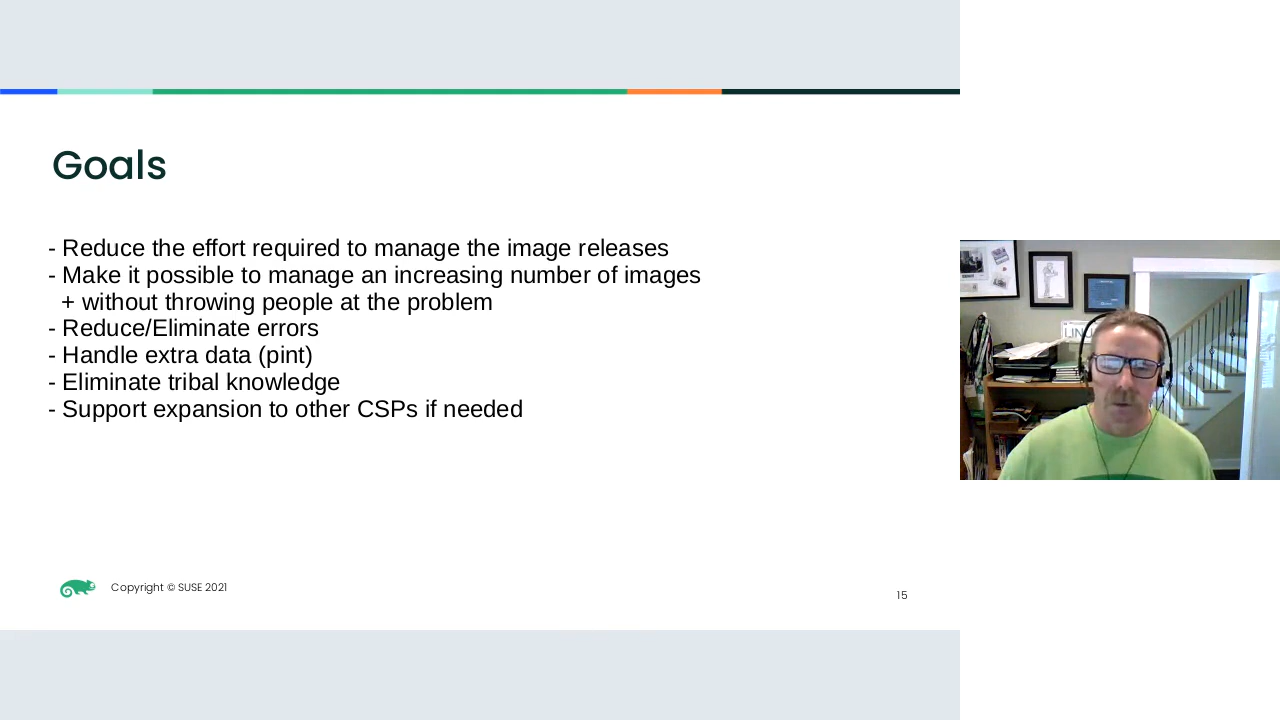 Goals
- Reduce the effort required to manage the image releases
- Make it possible to manage an increasing number of images
+ without throwing people at the problem
- Reduce/Eliminate errors
- Handle extra data (pint)
- Eliminate tribal knowledge
- Support expansion to other CSPs if needed
Copyright © SUSE 2021
15